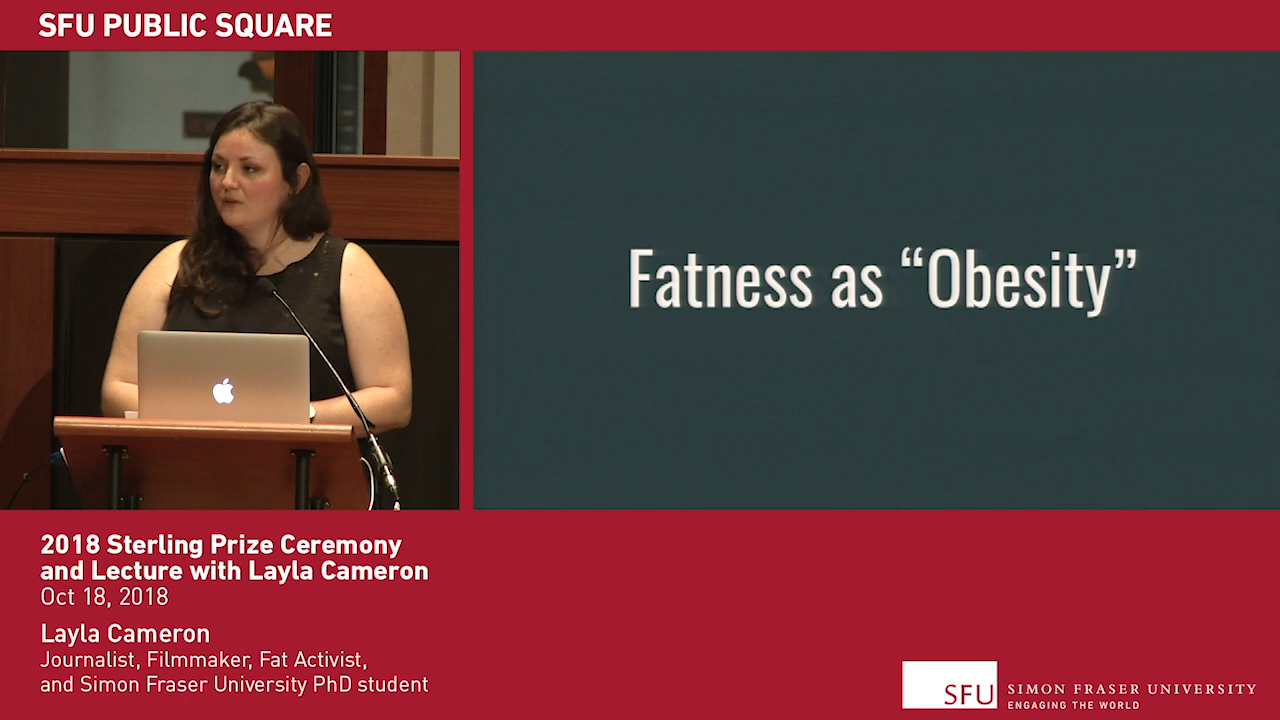 SFU PUBLIC SQUARE
Fatness as “Obesity”
2018 Sterling Prize Ceremony
and Lecture with Layla Cameron
Oct 18, 2018
Layla Cameron
Journalist, Filmmaker, Fat Activist,
and Simon Fraser University PhD student
SFU
SIMON FRASER UNIVERSITY
ENGAGING THE WORLD